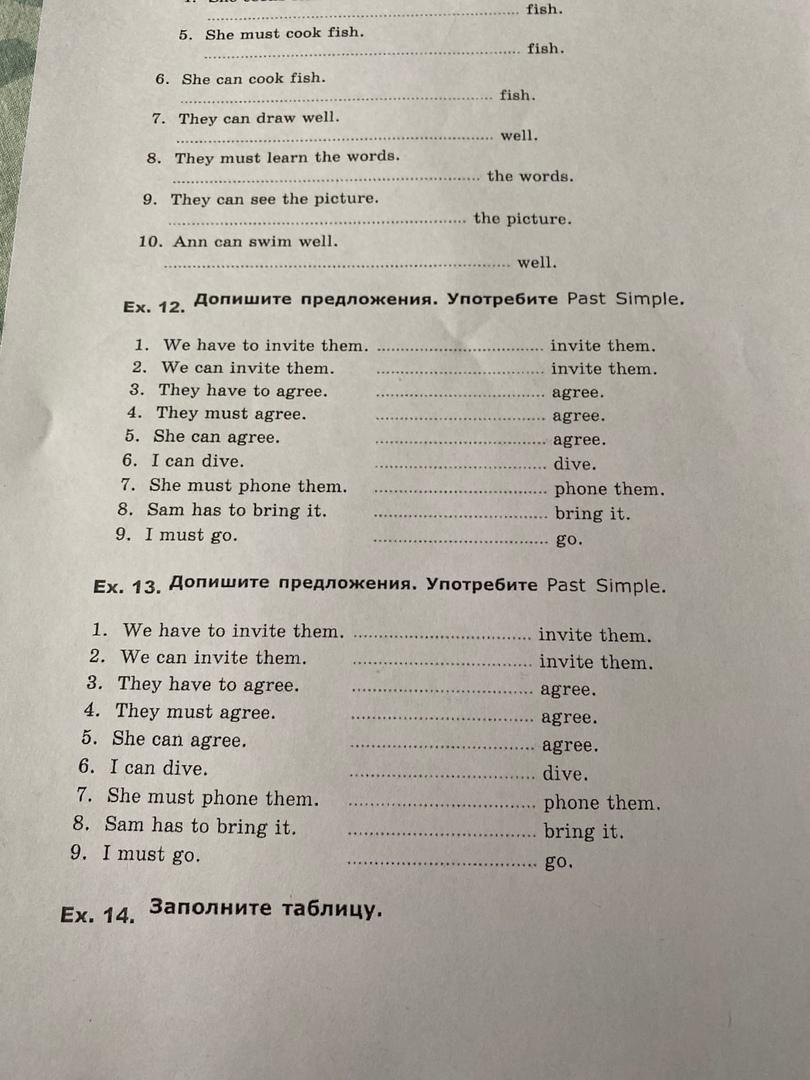 fish.
5. She must cook fish.
........................................ fish.
6. She can cook fish.
........................................ fish.
7. They can draw well.
........................................ well.
8. They must learn the words.
........................................ the words.
9. They can see the picture.
........................................ the picture.
10. Ann can swim well.
........................................ well.
Ex. 12. Допишите предложения. Употребите Past Simple.
1. We have to invite them. .................................. invite them.
2. We can invite them. .................................. invite them.
3. They have to agree. .................................. agree.
4. They must agree. .................................. agree.
5. She can agree. .................................. agree.
6. I can dive. .................................. dive.
7. She must phone them. .................................. phone them.
8. Sam has to bring it. .................................. bring it.
9. I must go. .................................. go.
Ex. 13. Допишите предложения. Употребите Past Simple.
1. We have to invite them. .................................. invite them.
2. We can invite them. .................................. invite them.
3. They have to agree. .................................. agree.
4. They must agree. .................................. agree.
5. She can agree. .................................. agree.
6. I can dive. .................................. dive.
7. She must phone them. .................................. phone them.
8. Sam has to bring it. .................................. bring it.
9. I must go. .................................. go.
Ex. 14. Заполните таблицу.